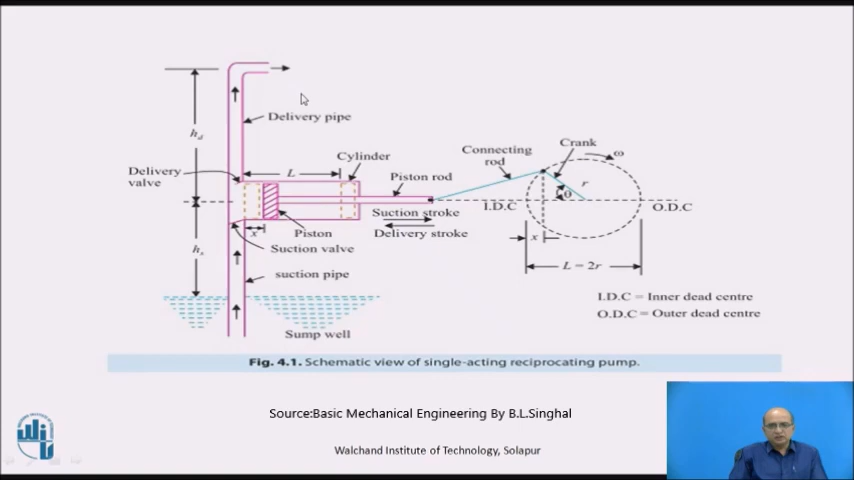 h_d
Delivery pipe
Delivery
valve
L
Cylinder
Piston rod
Connecting
rod
Crank
ω
r
θ
I.D.C
O.D.C
Suction stroke
Delivery stroke
x
Piston
Suction valve
h_s
suction pipe
x
L = 2r
I.D.C = Inner dead centre
O.D.C = Outer dead centre
Sump well
Fig. 4.1. Schematic view of single-acting reciprocating pump.
Source:Basic Mechanical Engineering By B.L.Singhal
Walchand Institute of Technology, Solapur